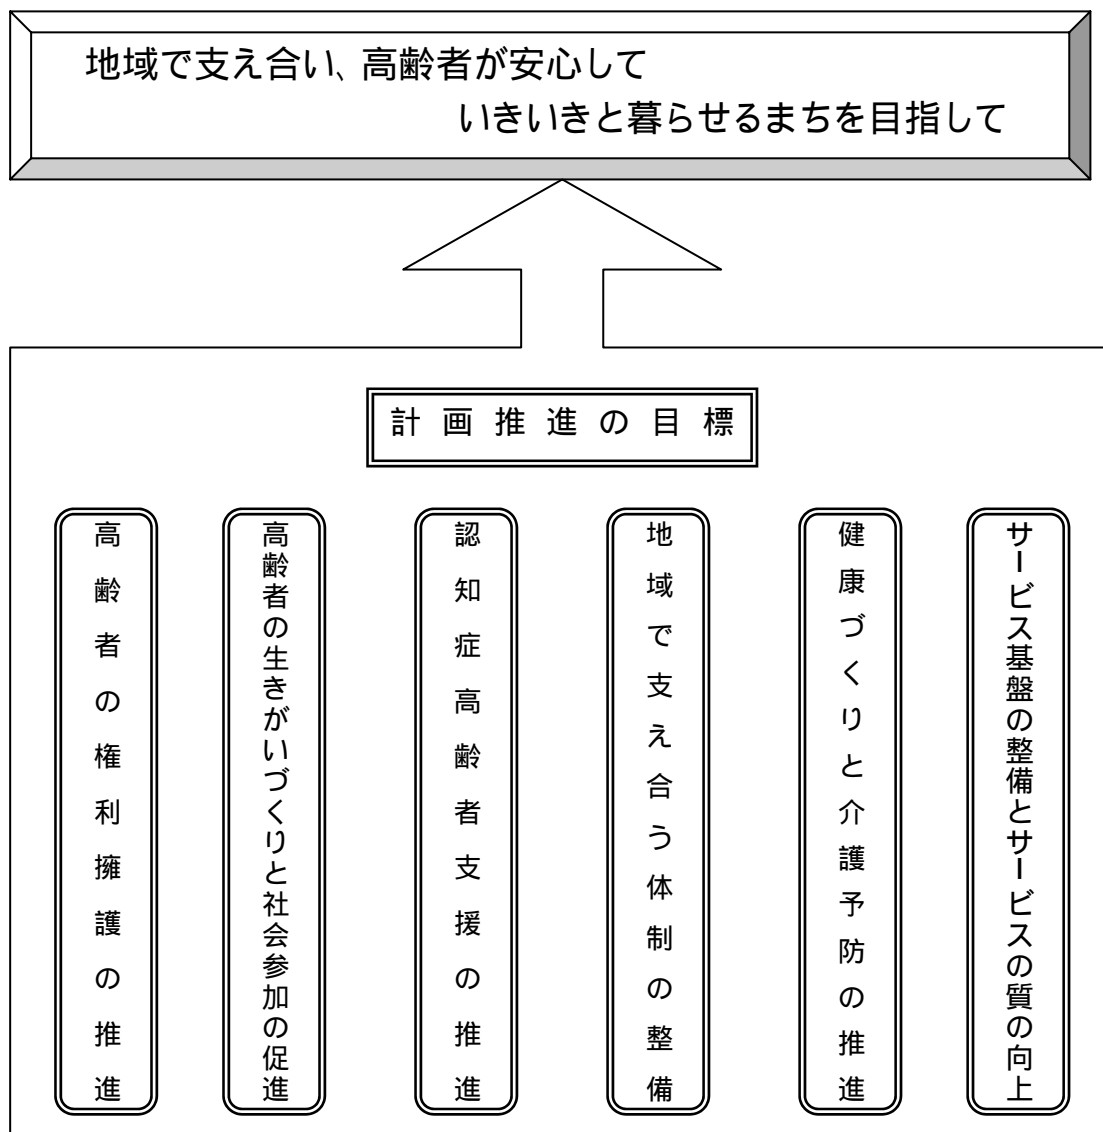 地域で支え合い、高齢者が安心して
いきいきと暮らせるまちを目指して
計画推進の目標
高齢者の権利擁護の推進
高齢者の生きがいづくりと社会参加の促進
認知症高齢者支援の推進
地域で支え合う体制の整備
健康づくりと介護予防の推進
サービス基盤の整備とサービスの質の向上